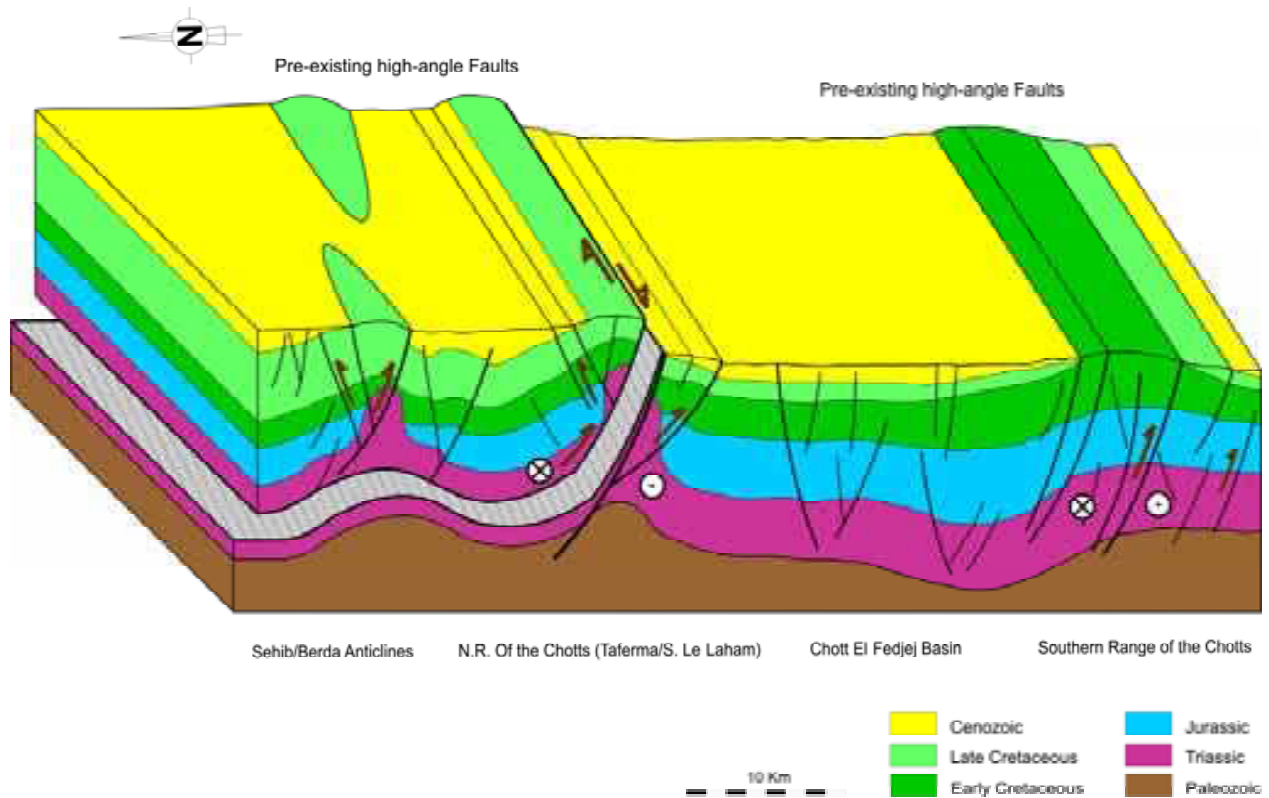 N
Pre-existing high-angle Faults
Pre-existing high-angle Faults
Sehib/Berda Anticlines
N.R. Of the Chotts (Taferma/S. Le Laham)
Chott El Fedjej Basin
Southern Range of the Chotts
Cenozoic
Jurassic
Late Cretaceous
Triassic
10 Km
Early Cretaceous
Paleozoic